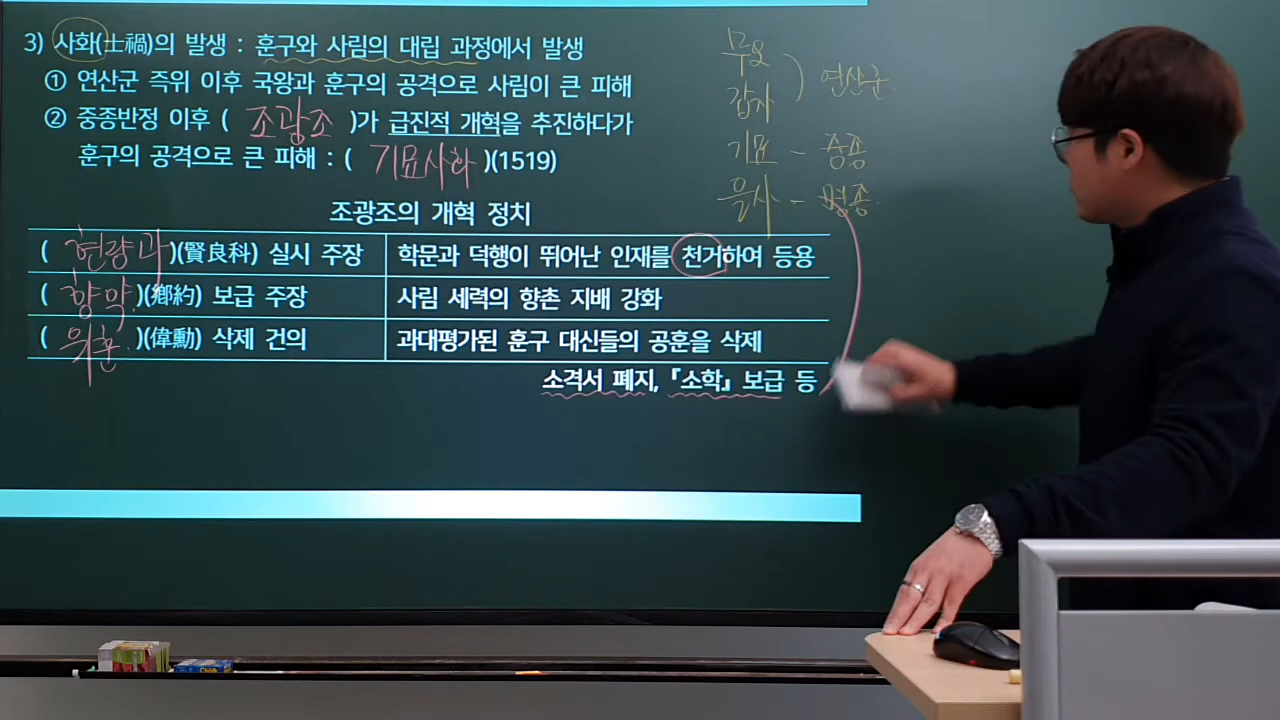 3) 사화(士禍)의 발생 : 훈구와 사림의 대립 과정에서 발생
① 연산군 즉위 이후 국왕과 훈구의 공격으로 사림이 큰 피해
② 중종반정 이후 ( 조광조 )가 급진적 개혁을 추진하다가
훈구의 공격으로 큰 피해 : ( 기묘사화 )(1519)
조광조의 개혁 정치
( 현량과 )(賢良科) 실시 주장 학문과 덕행이 뛰어난 인재를 천거하여 등용
( 향약 )(鄕約) 보급 주장 사림 세력의 향촌 지배 강화
( 위훈 )(偉勳) 삭제 건의 과대평가된 훈구 대신들의 공훈을 삭제
소격서 폐지, 『소학』 보급 등
무오
갑자 ) 연산군
기묘 - 중종
을사 - 명종